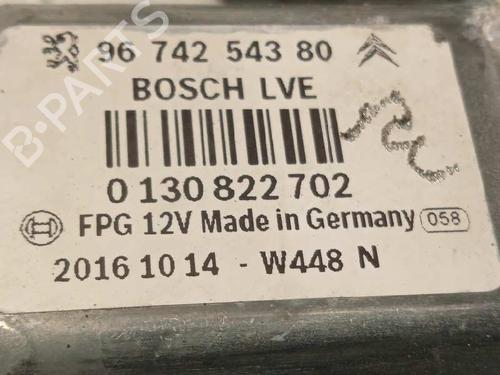 96 742 543 80
BOSCH LVE
0 130 822 702
FPG 12V Made in Germany 058
2016 10 14 - W448 N
B-PARTS